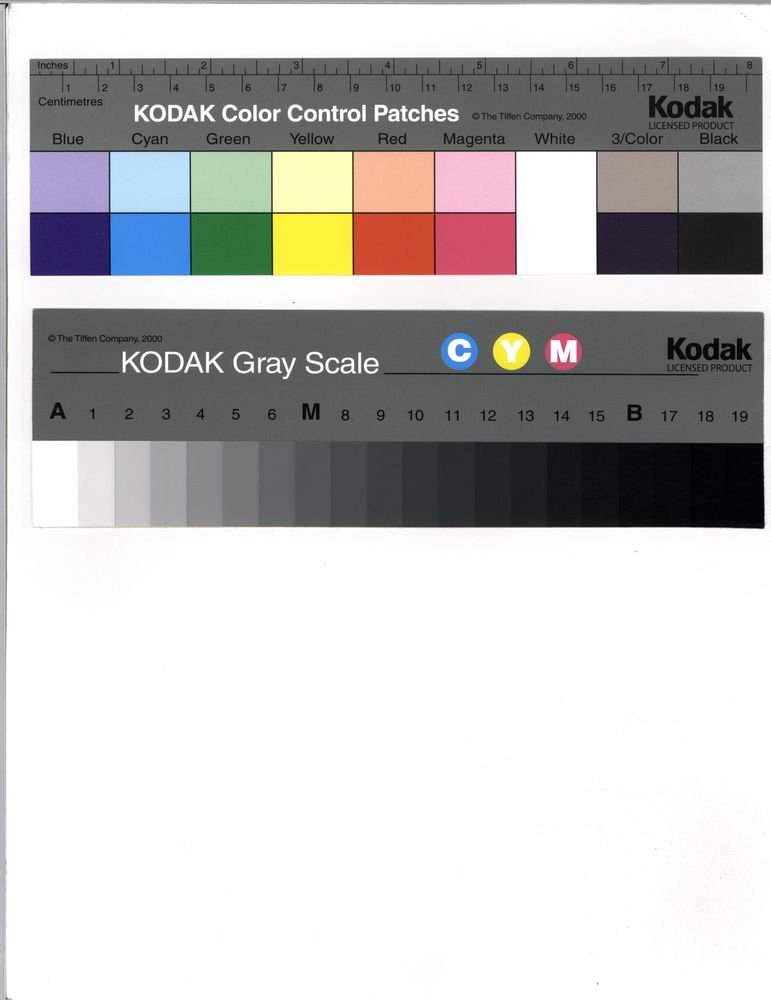 Inches 1 2 3 4 5 6 7 8
1 2 3 4 5 6 7 8 9 10 11 12 13 14 15 16 17 18 19
Centimetres
KODAK Color Control Patches © The Tiffen Company, 2000 Kodak
LICENSED PRODUCT
Blue Cyan Green Yellow Red Magenta White 3/Color Black
© The Tiffen Company, 2000
KODAK Gray Scale C Y M Kodak
LICENSED PRODUCT
A 1 2 3 4 5 6 M 8 9 10 11 12 13 14 15 B 17 18 19